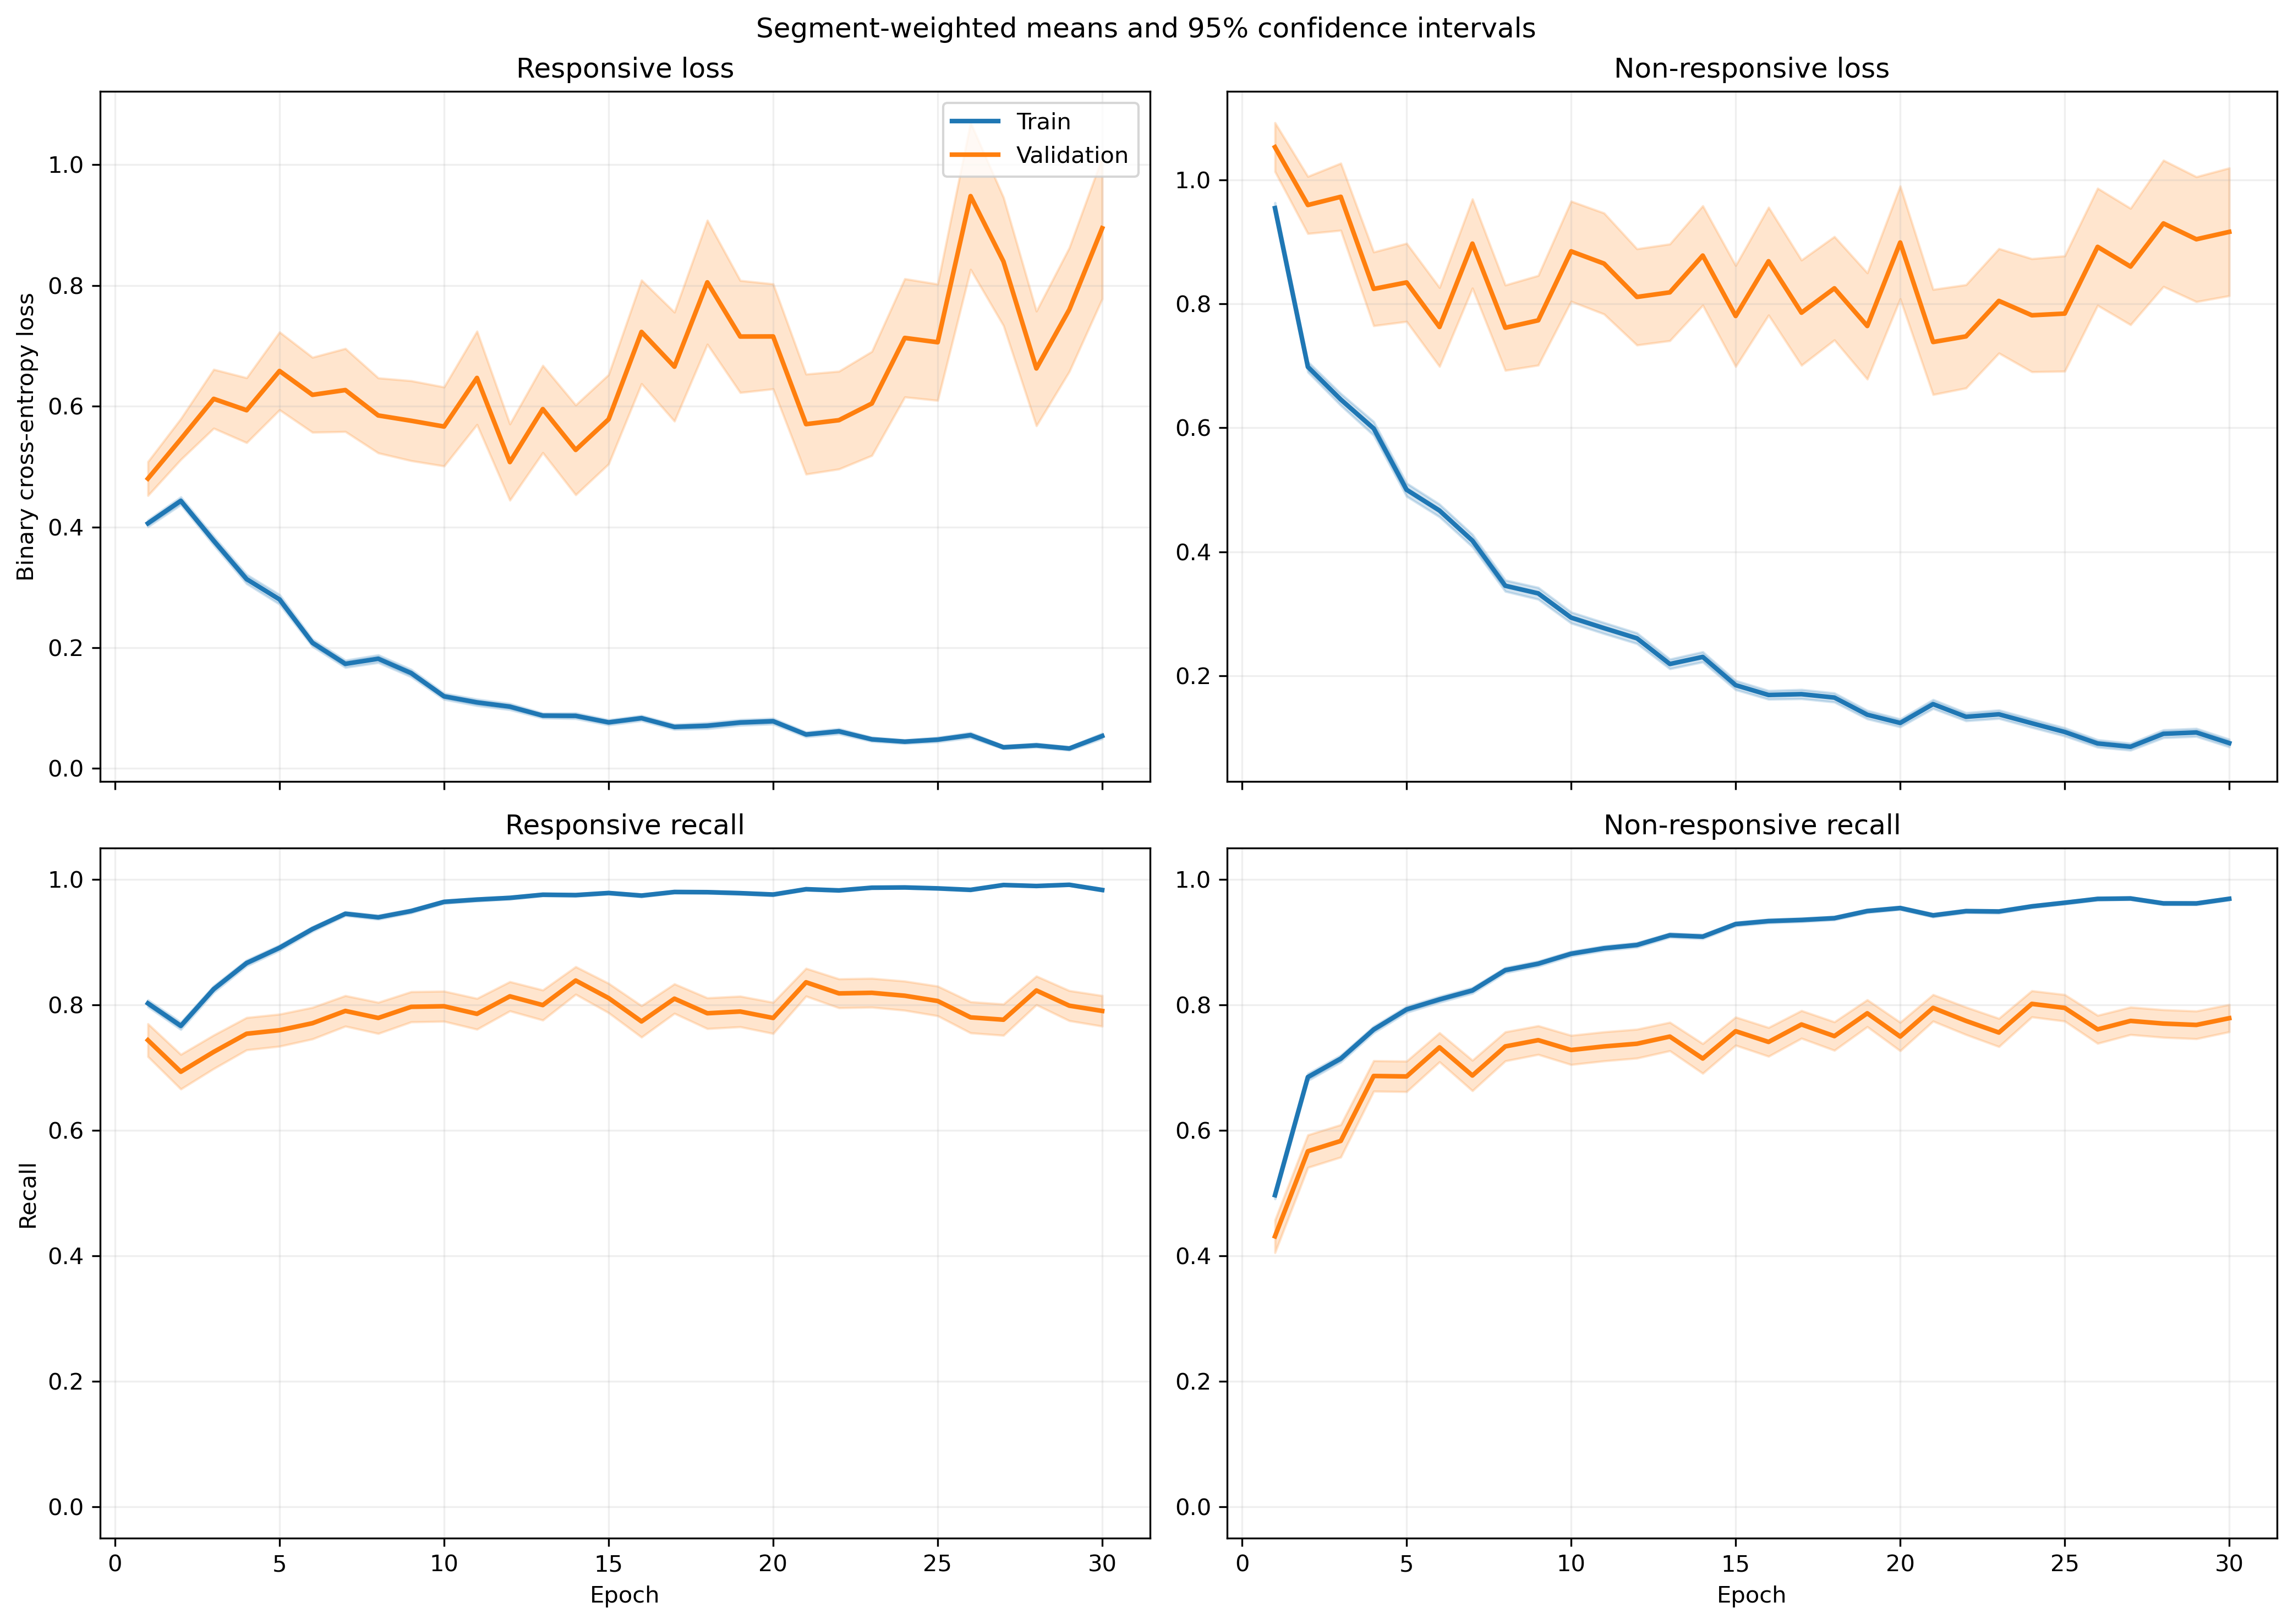 Segment-weighted means and 95% confidence intervals
Responsive loss
Non-responsive loss
Train
Validation
Binary cross-entropy loss
1.0
0.8
0.6
0.4
0.2
0.0
1.0
0.8
0.6
0.4
0.2
Responsive recall
Non-responsive recall
Recall
1.0
0.8
0.6
0.4
0.2
0.0
0 5 10 15 20 25 30
Epoch
1.0
0.8
0.6
0.4
0.2
0.0
0 5 10 15 20 25 30
Epoch